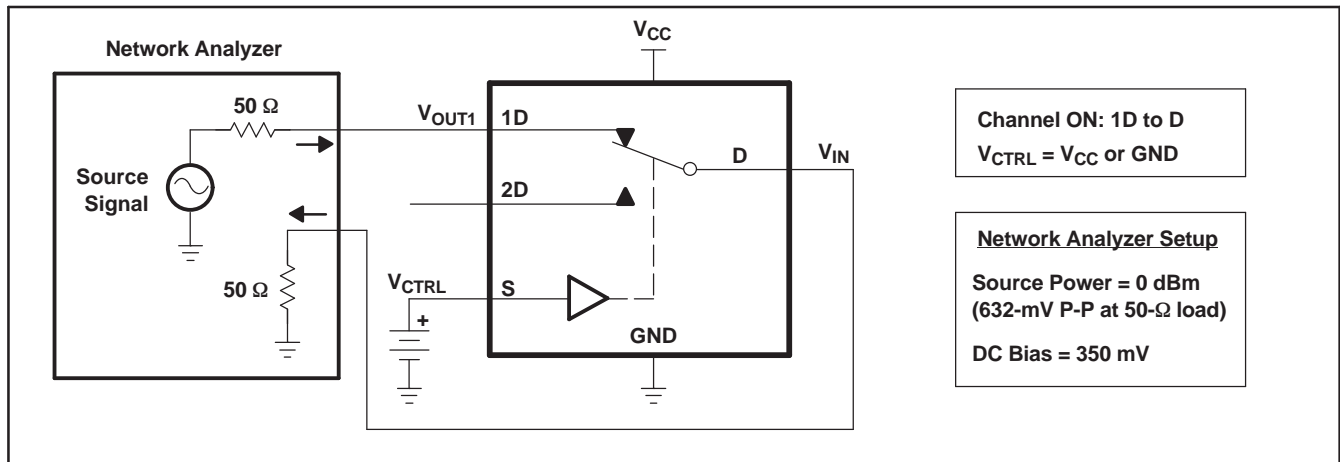 Network Analyzer
50 Ω
Source
Signal
50 Ω
V_CC
V_OUT1
1D
2D
D
V_IN
V_CTRL
S
+
GND
Channel ON: 1D to D
V_CTRL = V_CC or GND
Network Analyzer Setup
Source Power = 0 dBm
(632-mV P-P at 50-Ω load)
DC Bias = 350 mV